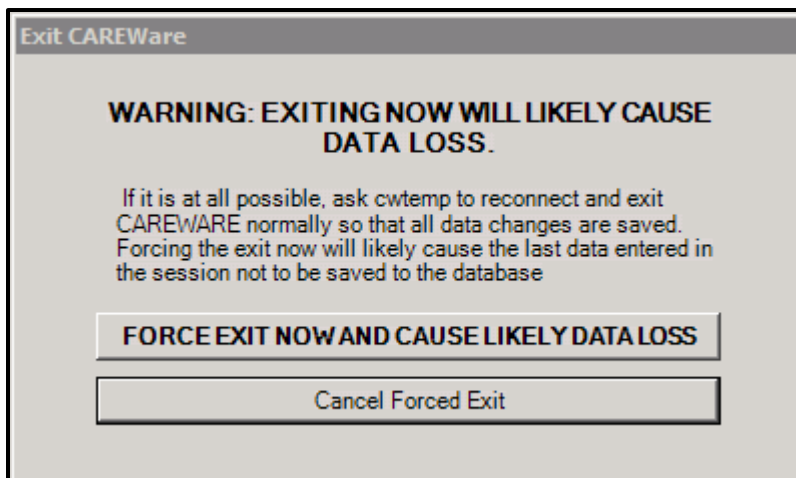 Exit CAREWare
WARNING: EXITING NOW WILL LIKELY CAUSE
DATA LOSS.
If it is at all possible, ask cwtemp to reconnect and exit
CAREWARE normally so that all data changes are saved.
Forcing the exit now will likely cause the last data entered in
the session not to be saved to the database
FORCE EXIT NOW AND CAUSE LIKELY DATA LOSS
Cancel Forced Exit